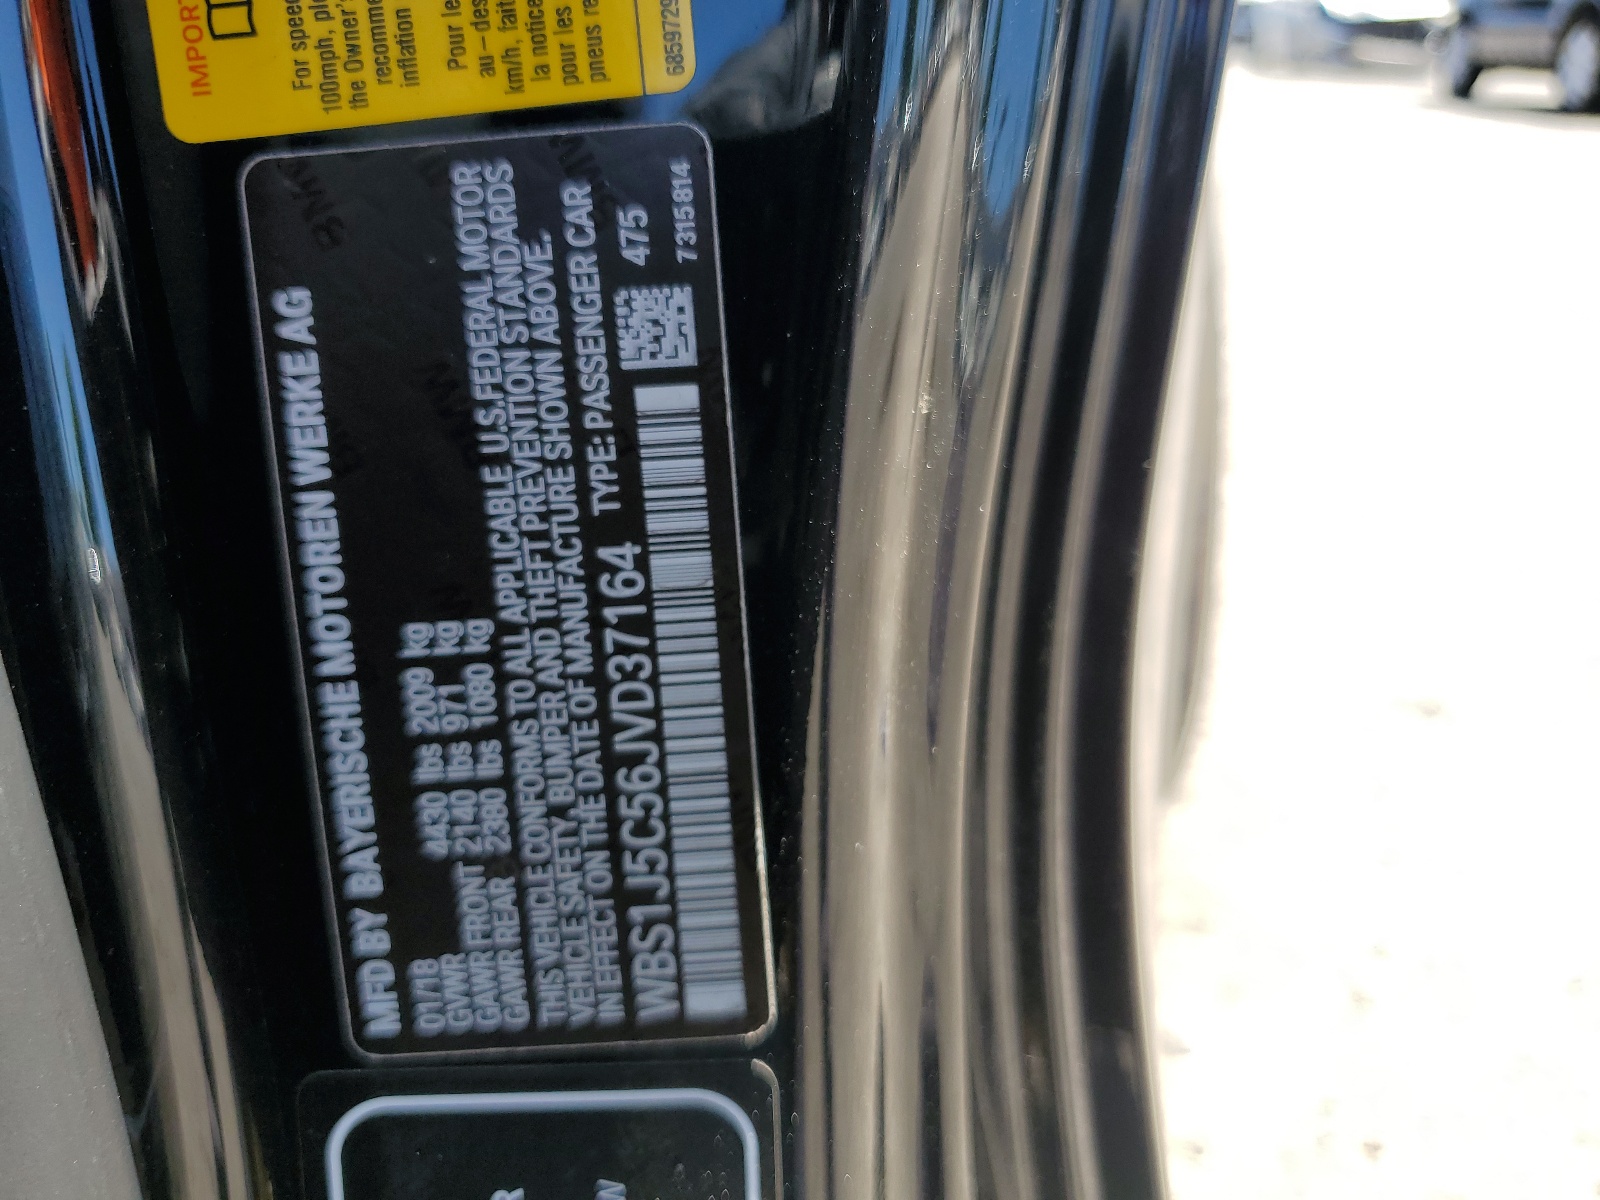 IMPORT
For speed
100mph, ple
the Owner's
recomme
inflation
Pour le
au-des
km/h, fait
la notice
pour les
pneus re
6859729
MFD BY BAYERISCHE MOTOREN WERKE AG
01/18
GVWR 4430 lbs 2009 kg
GAWR FRONT 2140 lbs 971 kg
GAWR REAR 2380 lbs 1080 kg
THIS VEHICLE CONFORMS TO ALL APPLICABLE U.S.FEDERAL MOTOR
VEHICLE SAFETY, BUMPER AND THEFT PREVENTION STANDARDS
IN EFFECT ON THE DATE OF MANUFACTURE SHOWN ABOVE.
WBS1J5C56JVD37164 TYPE: PASSENGER CAR
475
7315814
R
W